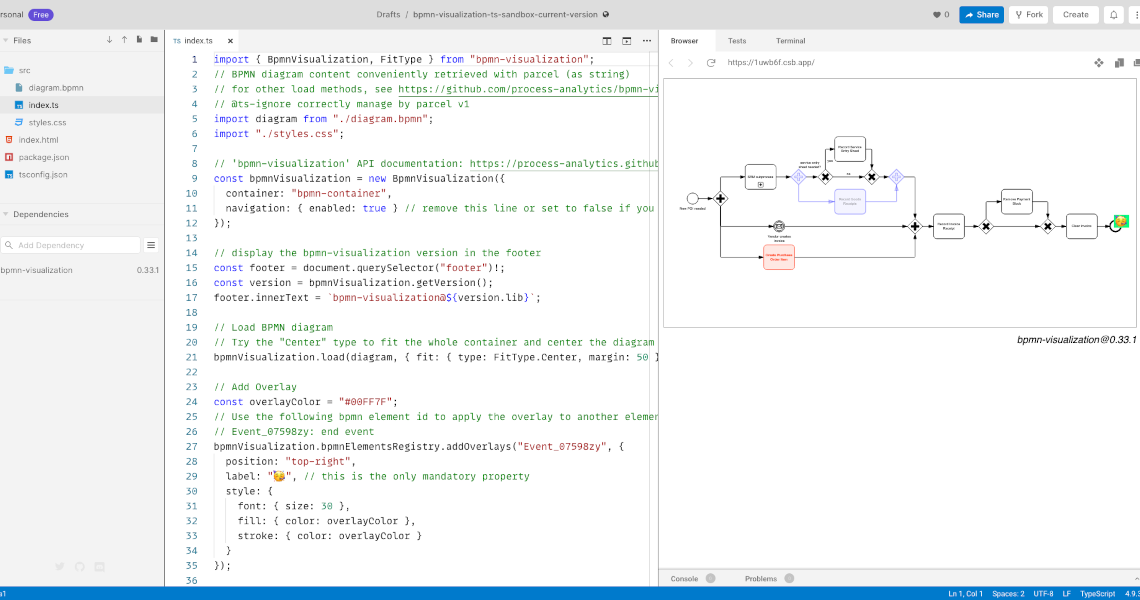 rsonal Free
Drafts / bpmn-visualization-ts-sandbox-current-version
0 Share Fork Create
Files
src
diagram.bpmn
index.ts
styles.css
index.html
package.json
tsconfig.json
Dependencies
Add Dependency
bpmn-visualization 0.33.1
TS index.ts
1 import { BpmnVisualization, FitType } from "bpmn-visualization";
2 // BPMN diagram content conveniently retrieved with parcel (as string)
3 // for other load methods, see https://github.com/process-analytics/bpmn-vi
4 // @ts-ignore correctly manage by parcel v1
5 import diagram from "./diagram.bpmn";
6 import "./styles.css";
7
8 // 'bpmn-visualization' API documentation: https://process-analytics.github
9 const bpmnVisualization = new BpmnVisualization({
10 container: "bpmn-container",
11 navigation: { enabled: true } // remove this line or set to false if you
12 });
13
14 // display the bpmn-visualization version in the footer
15 const footer = document.querySelector("footer")!;
16 const version = bpmnVisualization.getVersion();
17 footer.innerText = `bpmn-visualization@${version.lib}`;
18
19 // Load BPMN diagram
20 // Try the "Center" type to fit the whole container and center the diagram
21 bpmnVisualization.load(diagram, { fit: { type: FitType.Center, margin: 50 }
22
23 // Add Overlay
24 const overlayColor = "#00FF7F";
25 // Use the following bpmn element id to apply the overlay to another elemen
26 // Event_07598zy: end event
27 bpmnVisualization.bpmnElementsRegistry.addOverlays("Event_07598zy", {
28 position: "top-right",
29 label: "🥳", // this is the only mandatory property
30 style: {
31 font: { size: 30 },
32 fill: { color: overlayColor },
33 stroke: { color: overlayColor }
34 }
35 });
36
Browser Tests Terminal
https://1uwb6f.csb.app/
bpmn-visualization@0.33.1
Console 0 Problems
Ln 1, Col 1 Spaces: 2 UTF-8 LF TypeScript 4.9.